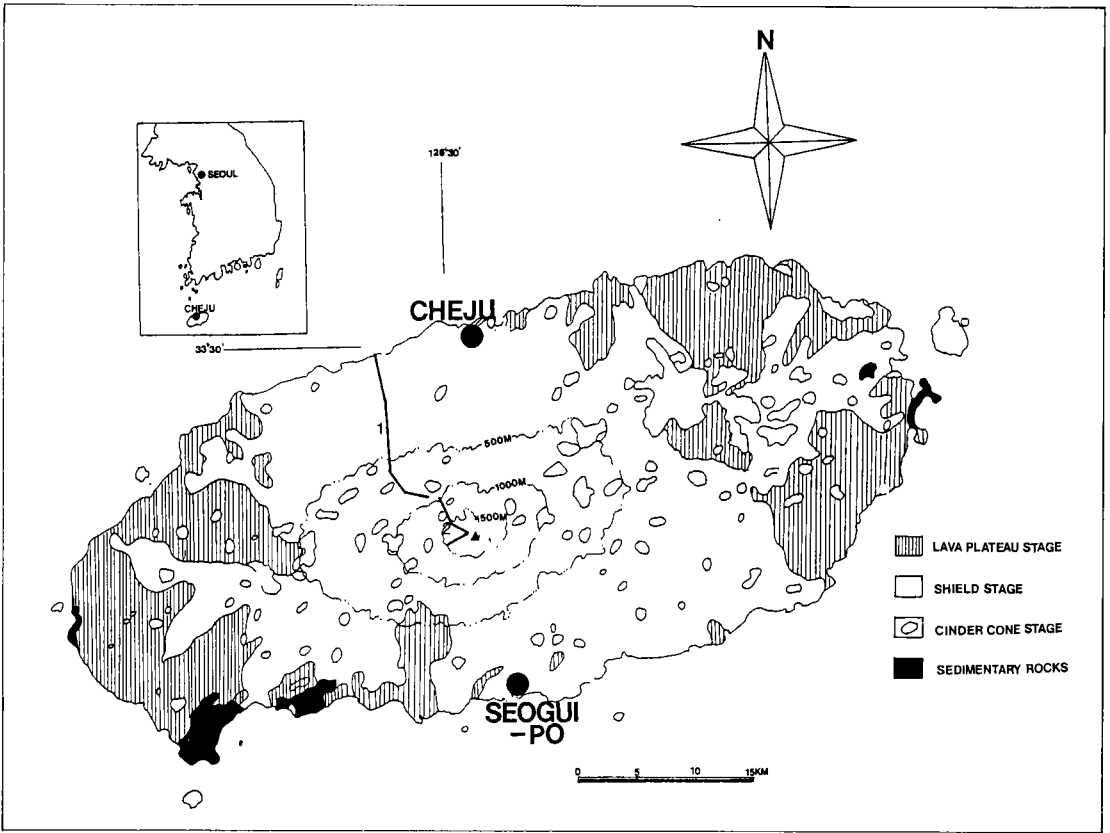 N
126°30'
SEOUL
CHEJU
CHEJU
33°30'
1
500M
1000M
1500M
LAVA PLATEAU STAGE
SHIELD STAGE
CINDER CONE STAGE
SEDIMENTARY ROCKS
SEOGUI
-PO
0 5 10 15KM